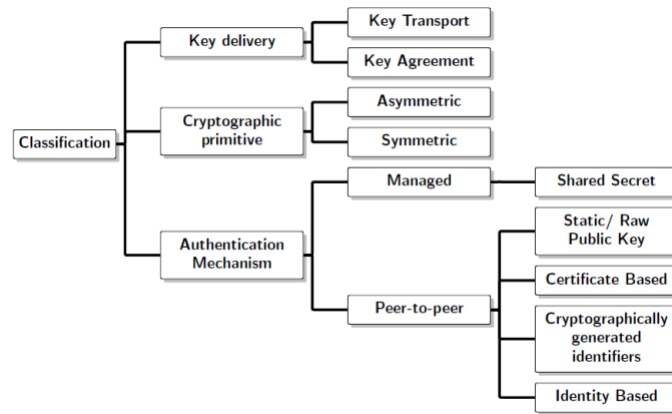 Classification
Key delivery
Key Transport
Key Agreement
Cryptographic
primitive
Asymmetric
Symmetric
Authentication
Mechanism
Managed
Shared Secret
Peer-to-peer
Static/ Raw
Public Key
Certificate Based
Cryptographically
generated
identifiers
Identity Based